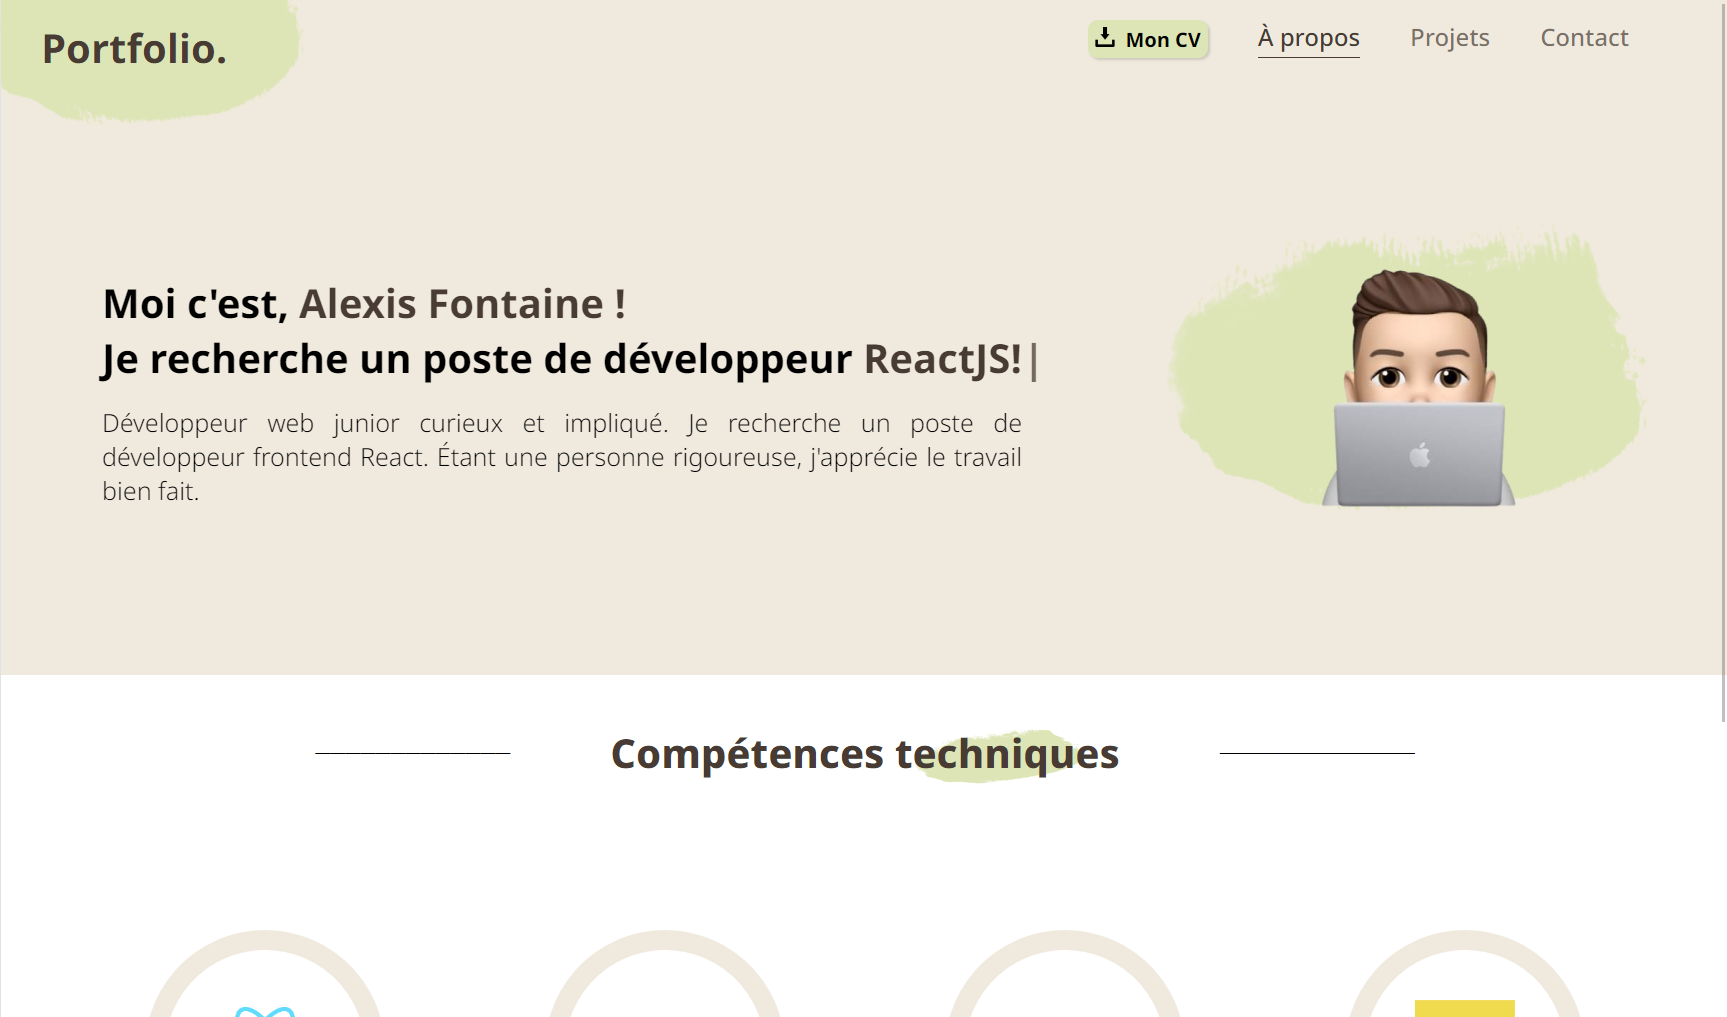 Portfolio.
Mon CV
À propos
Projets
Contact
Moi c'est, Alexis Fontaine !
Je recherche un poste de développeur ReactJS!|
Développeur web junior curieux et impliqué. Je recherche un poste de
développeur frontend React. Étant une personne rigoureuse, j'apprécie le travail
bien fait.
Compétences techniques